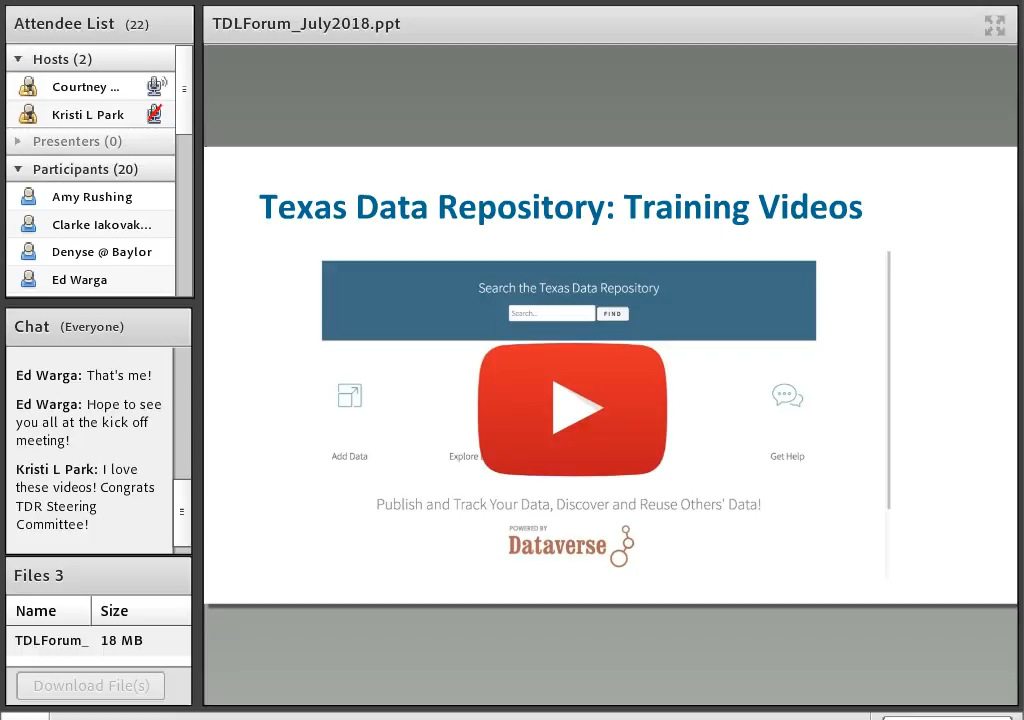 Attendee List (22)
Hosts (2)
Courtney ...
Kristi L Park
Presenters (0)
Participants (20)
Amy Rushing
Clarke Iakovak...
Denyse @ Baylor
Ed Warga
Chat (Everyone)
Ed Warga: That's me!
Ed Warga: Hope to see
you all at the kick off
meeting!
Kristi L Park: I love
these videos! Congrats
TDR Steering
Committee!
Files 3
Name Size
TDLForum_ 18 MB
Download File(s)
TDLForum_July2018.ppt
Texas Data Repository: Training Videos
Search the Texas Data Repository
Search... FIND
Add Data
Explore
Get Help
Publish and Track Your Data, Discover and Reuse Others' Data!
POWERED BY
Dataverse